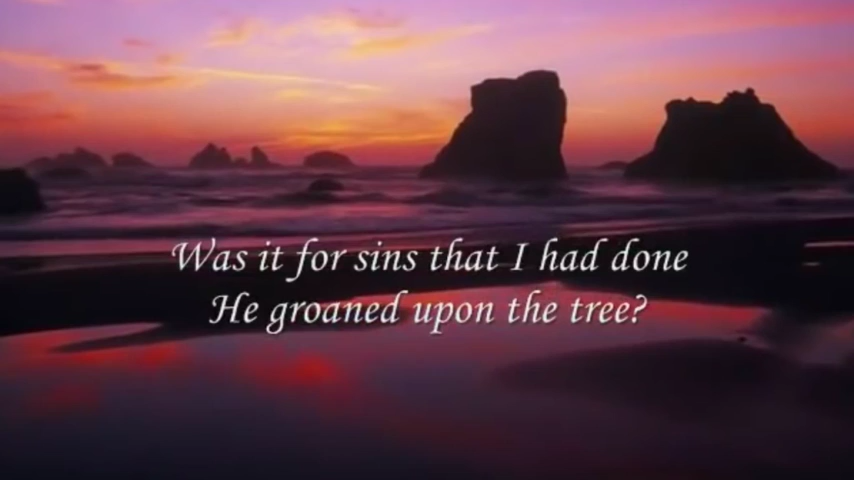 Was it for sins that I had done
He groaned upon the tree?